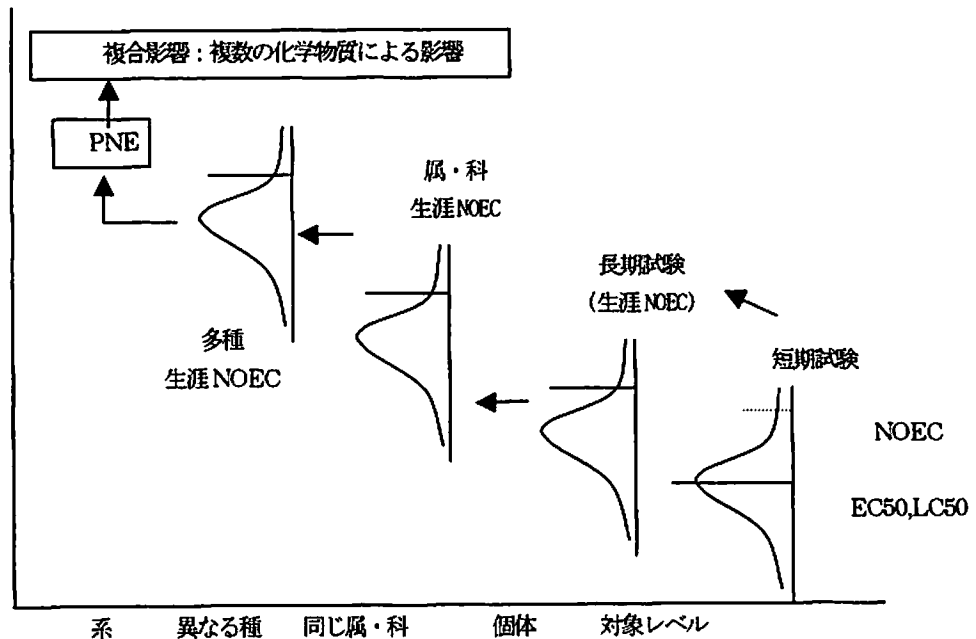 複合影響：複数の化学物質による影響
PNE
属・科
生涯NOEC
長期試験
(生涯NOEC)
多種
生涯NOEC
短期試験
NOEC
EC50,LC50
系 異なる種 同じ属・科 個体 対象レベル